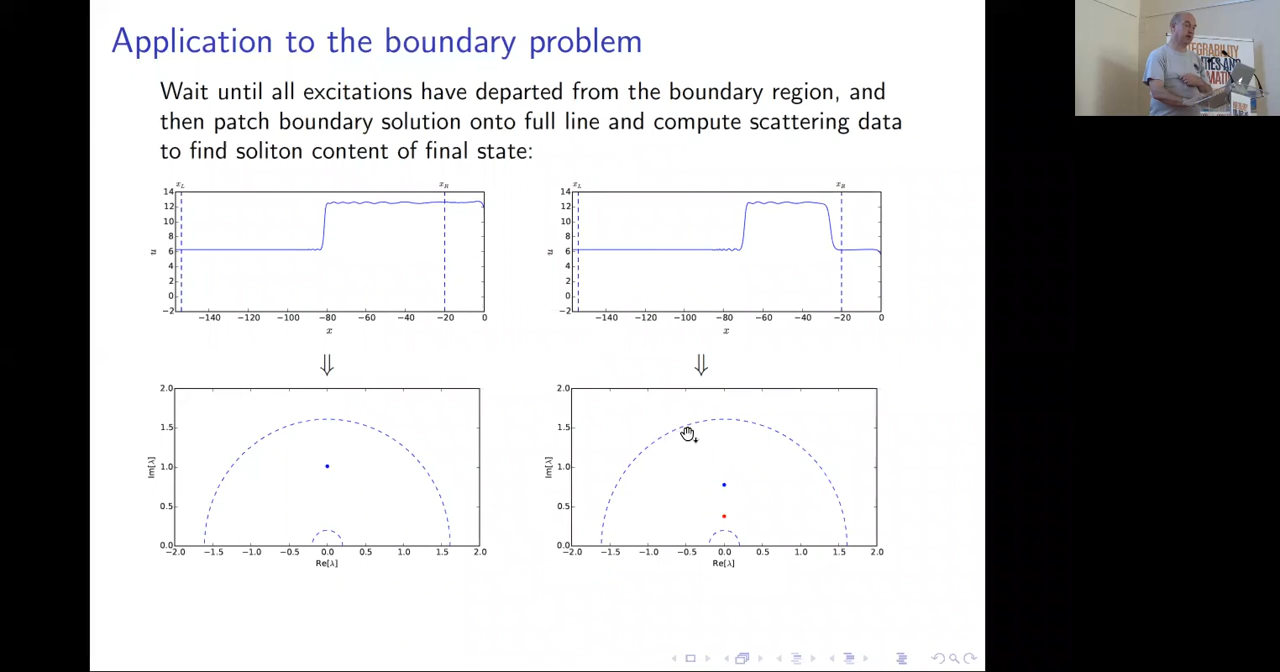 Application to the boundary problem
Wait until all excitations have departed from the boundary region, and
then patch boundary solution onto full line and compute scattering data
to find soliton content of final state:
x_L x_R
14
12
10
8
6
4
2
0
−2
u
−140 −120 −100 −80 −60 −40 −20 0
x
x_L x_R
14
12
10
8
6
4
2
0
−2
u
−140 −120 −100 −80 −60 −40 −20 0
x
⇓ ⇓
2.0
1.5
1.0
0.5
0.0
Im[λ]
−2.0 −1.5 −1.0 −0.5 0.0 0.5 1.0 1.5 2.0
Re[λ]
2.0
1.5
1.0
0.5
0.0
Im[λ]
−2.0 −1.5 −1.0 −0.5 0.0 0.5 1.0 1.5 2.0
Re[λ]